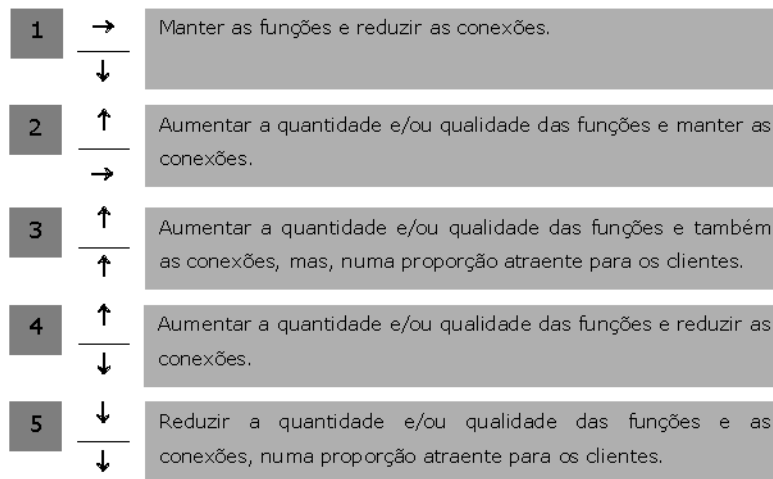 1 → Manter as funções e reduzir as conexões.
↓
2 ↑ Aumentar a quantidade e/ou qualidade das funções e manter as
→ conexões.
3 ↑ Aumentar a quantidade e/ou qualidade das funções e também
↑ as conexões, mas, numa proporção atraente para os clientes.
4 ↑ Aumentar a quantidade e/ou qualidade das funções e reduzir as
↓ conexões.
5 ↓ Reduzir a quantidade e/ou qualidade das funções e as
↓ conexões, numa proporção atraente para os clientes.